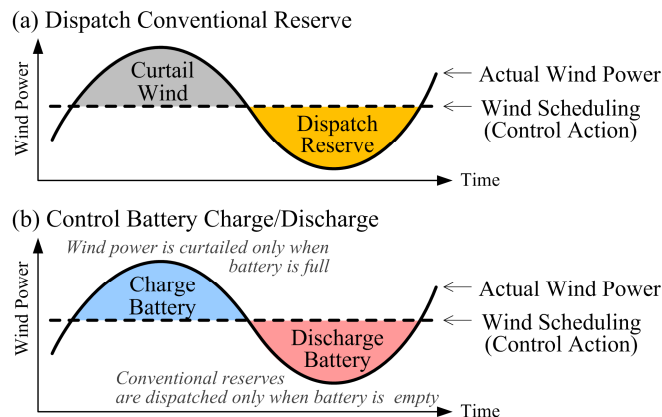 (a) Dispatch Conventional Reserve
Wind Power
Curtail
Wind
Dispatch
Reserve
Actual Wind Power
Wind Scheduling
(Control Action)
Time
(b) Control Battery Charge/Discharge
Wind power is curtailed only when
battery is full
Wind Power
Charge
Battery
Discharge
Battery
Actual Wind Power
Wind Scheduling
(Control Action)
Conventional reserves
are dispatched only when battery is empty
Time